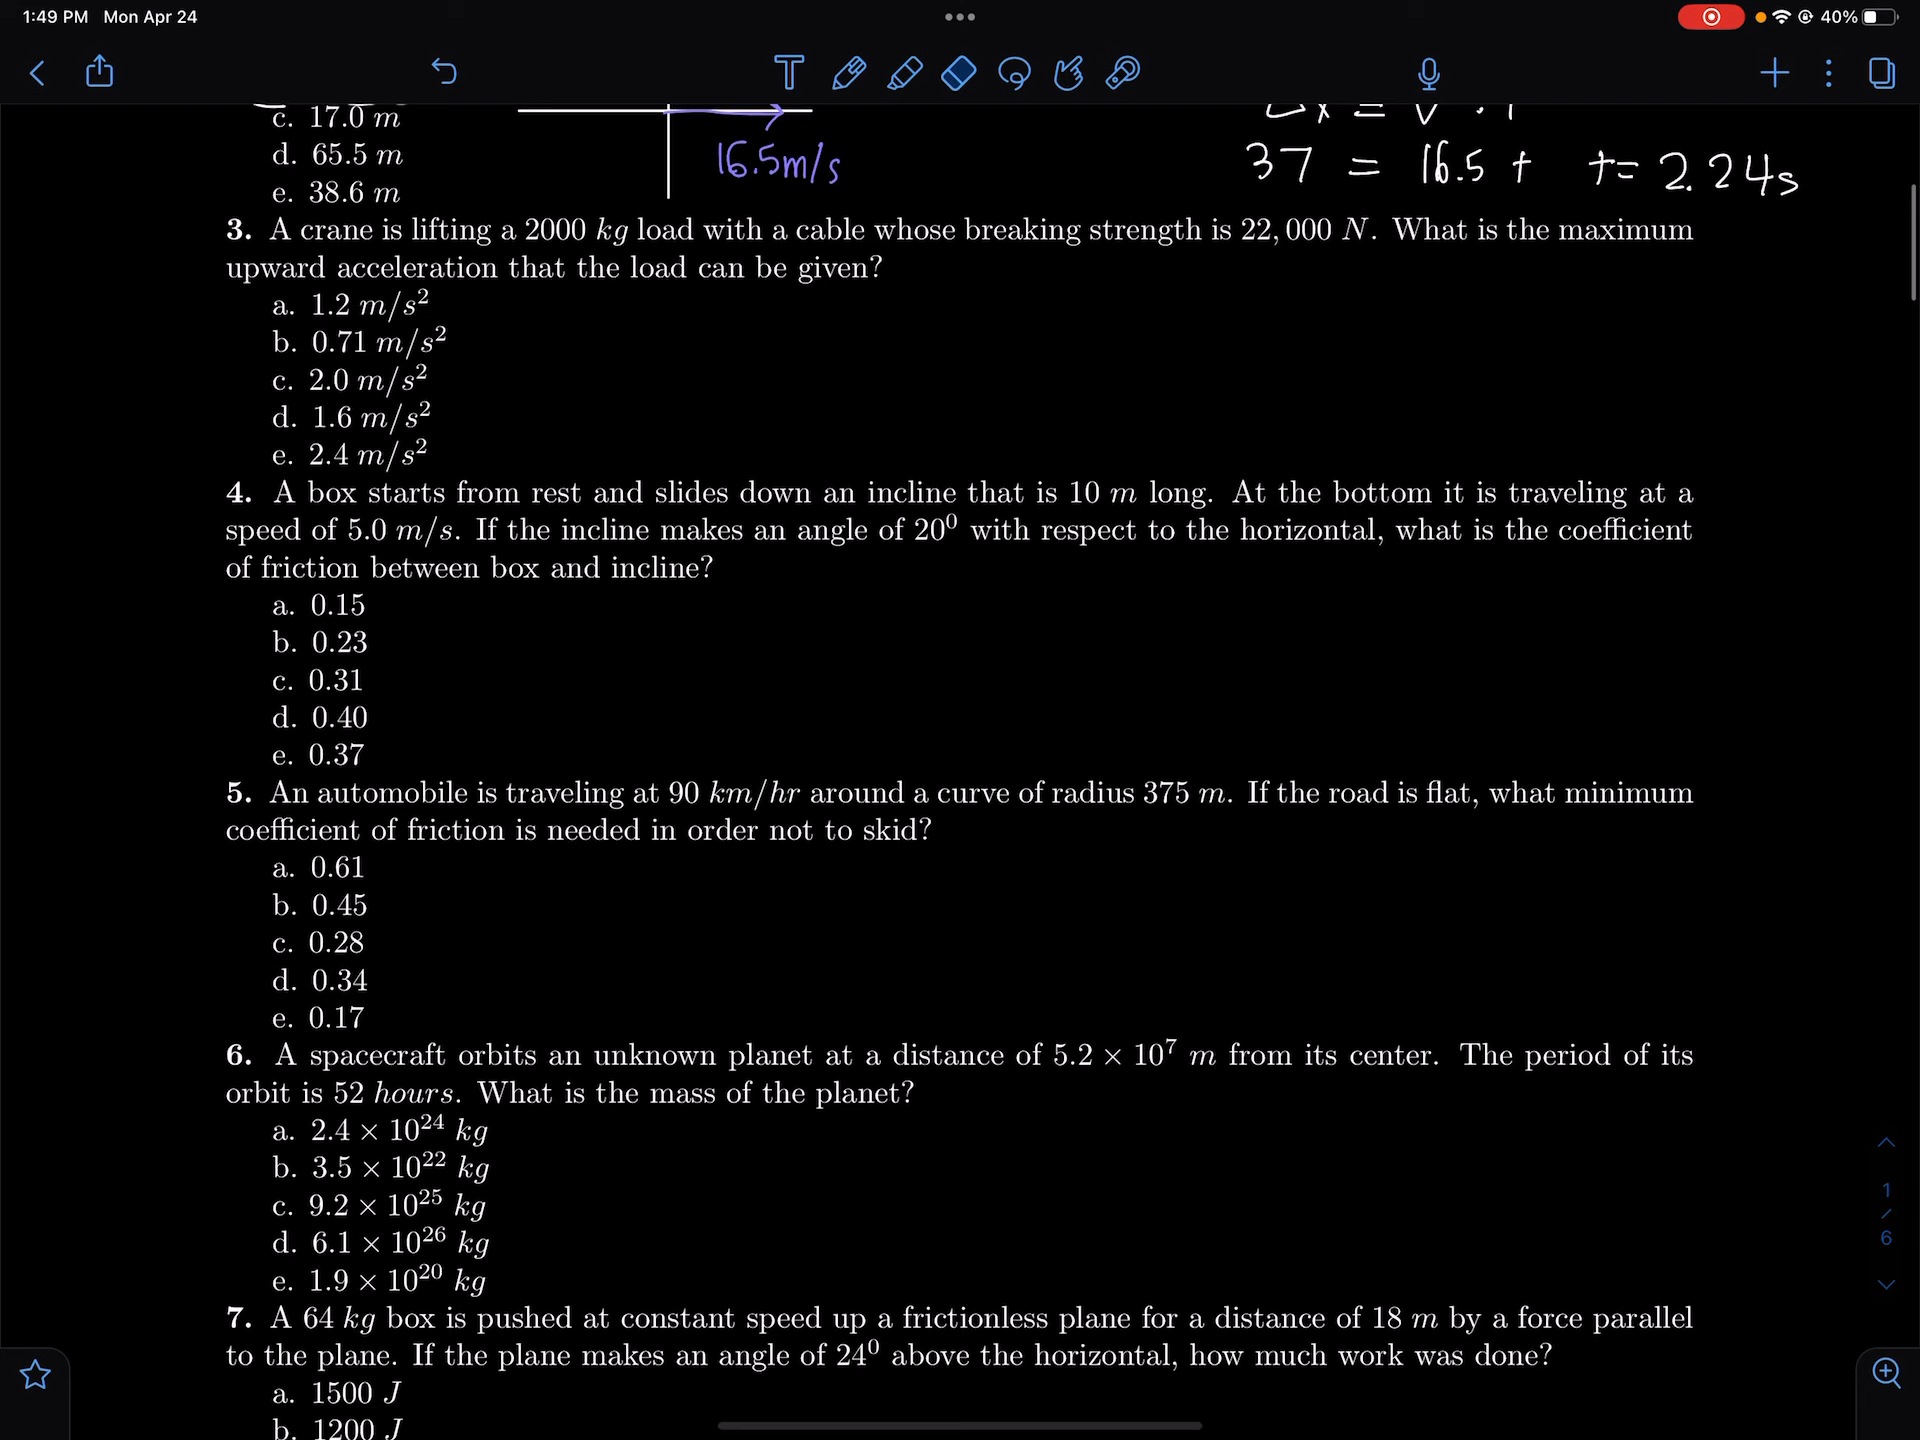 1:49 PM Mon Apr 24
40%
c. 17.0 m
d. 65.5 m
e. 38.6 m
16.5m/s
37 = 16.5 t t= 2.24s
3. A crane is lifting a 2000 kg load with a cable whose breaking strength is 22,000 N. What is the maximum
upward acceleration that the load can be given?
a. 1.2 m/s²
b. 0.71 m/s²
c. 2.0 m/s²
d. 1.6 m/s²
e. 2.4 m/s²
4. A box starts from rest and slides down an incline that is 10 m long. At the bottom it is traveling at a
speed of 5.0 m/s. If the incline makes an angle of 20⁰ with respect to the horizontal, what is the coefficient
of friction between box and incline?
a. 0.15
b. 0.23
c. 0.31
d. 0.40
e. 0.37
5. An automobile is traveling at 90 km/hr around a curve of radius 375 m. If the road is flat, what minimum
coefficient of friction is needed in order not to skid?
a. 0.61
b. 0.45
c. 0.28
d. 0.34
e. 0.17
6. A spacecraft orbits an unknown planet at a distance of 5.2 × 10⁷ m from its center. The period of its
orbit is 52 hours. What is the mass of the planet?
a. 2.4 × 10²⁴ kg
b. 3.5 × 10²² kg
c. 9.2 × 10²⁵ kg
d. 6.1 × 10²⁶ kg
e. 1.9 × 10²⁰ kg
7. A 64 kg box is pushed at constant speed up a frictionless plane for a distance of 18 m by a force parallel
to the plane. If the plane makes an angle of 24⁰ above the horizontal, how much work was done?
a. 1500 J
b. 1200 J
1
/
6